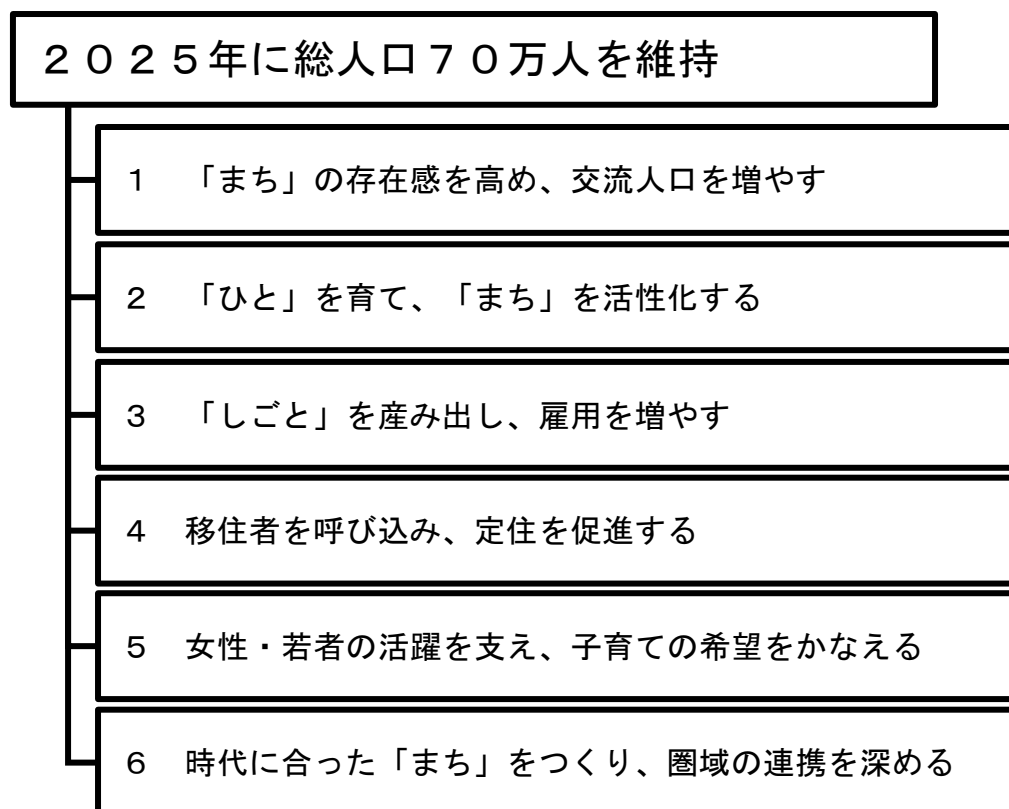 ２０２５年に総人口７０万人を維持
１　「まち」の存在感を高め、交流人口を増やす
２　「ひと」を育て、「まち」を活性化する
３　「しごと」を産み出し、雇用を増やす
４　移住者を呼び込み、定住を促進する
５　女性・若者の活躍を支え、子育ての希望をかなえる
６　時代に合った「まち」をつくり、圏域の連携を深める